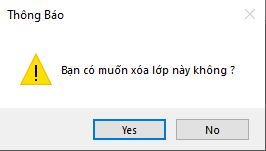 Thông Báo
Bạn có muốn xóa lớp này không ?
Yes
No